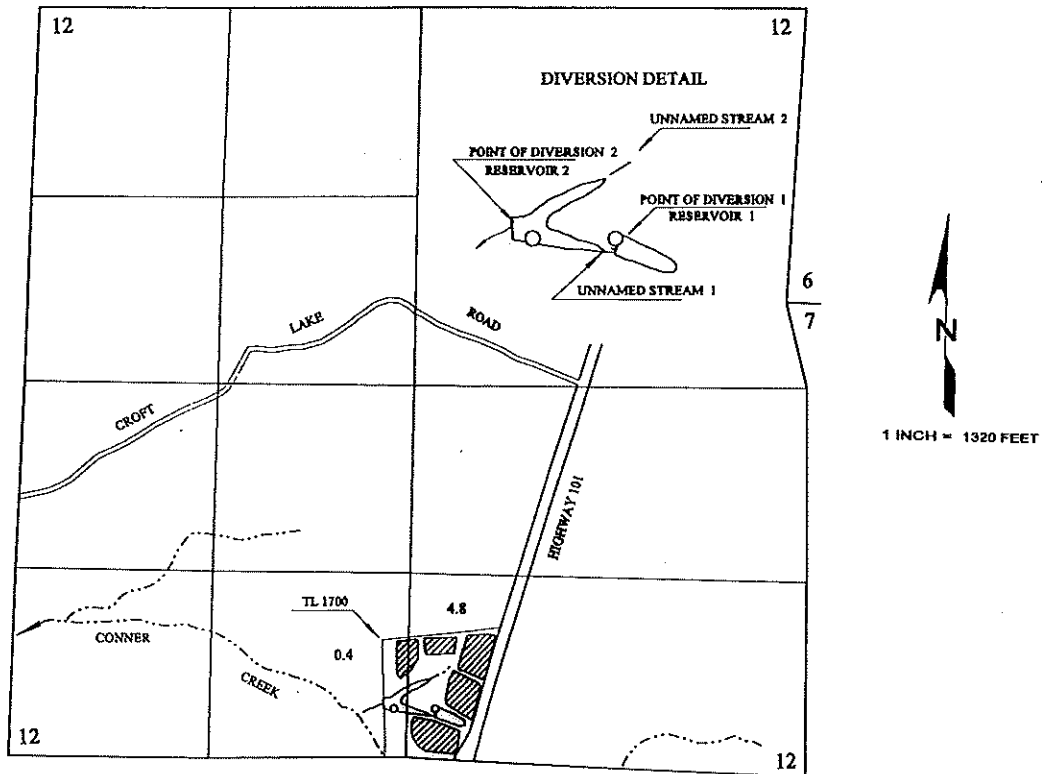 12
12
DIVERSION DETAIL
UNNAMED STREAM 2
POINT OF DIVERSION 2
RESERVOIR 2
POINT OF DIVERSION 1
RESERVOIR 1
UNNAMED STREAM 1
6
7
N
1 INCH = 1320 FEET
CROFT
LAKE
ROAD
HIGHWAY 101
TL 1700
4.8
0.4
CONNER
CREEK
12
12